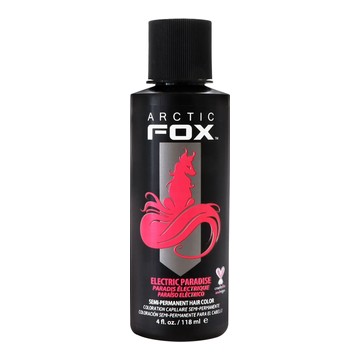 ARCTIC
FOX™
ELECTRIC PARADISE
PARADIS ÉLECTRIQUE
PARAÍSO ELÉCTRICO
SEMI-PERMANENT HAIR COLOR
COLORATION CAPILLAIRE SEMI-PERMANENTE
COLORACIÓN SEMI-PERMANENTE PARA EL CABELLO
4 fl. oz. / 118 ml ℮